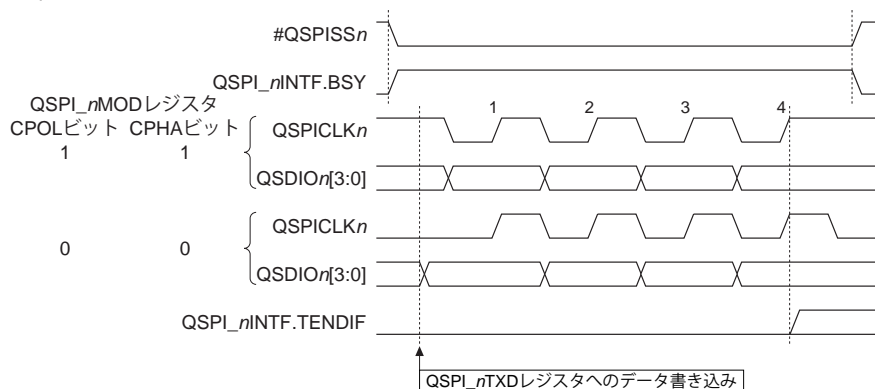 #QSPISSn
QSPI_nINTF.BSY
QSPI_nMODレジスタ
CPOLビット CPHAビット
1 1
QSPICLKn
1 2 3 4
QSDIOn[3:0]
0 0
QSPICLKn
QSDIOn[3:0]
QSPI_nINTF.TENDIF
QSPI_nTXDレジスタへのデータ書き込み